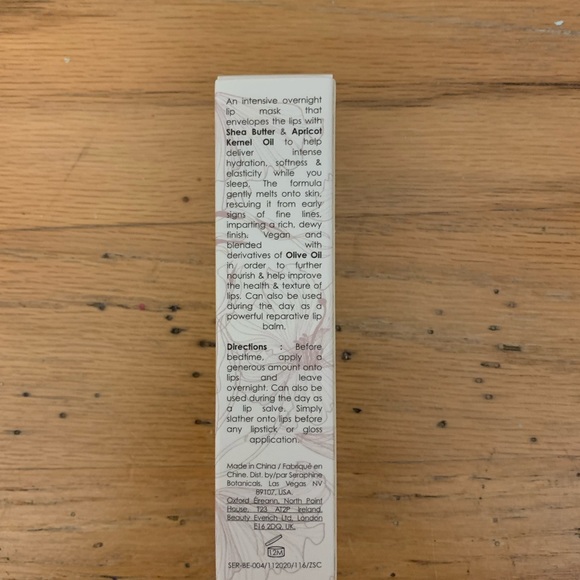 An intensive overnight
lip mask that
envelopes the lips with
Shea Butter & Apricot
Kernel Oil to help
deliver intense
hydration, softness &
elasticity while you
sleep. The formula
gently melts onto skin,
rescuing it from early
signs of fine lines,
imparting a rich, dewy
finish. Vegan and
blended with
derivatives of Olive Oil
in order to further
nourish & help improve
the health & texture of
lips. Can also be used
during the day as a
powerful reparative lip
balm.
Directions : Before
bedtime, apply a
generous amount onto
lips and leave
overnight. Can also be
used during the day as
a lip salve. Simply
slather onto lips before
any lipstick or gloss
application.
Made in China / Fabriqué en
Chine. Dist. by/par Seraphine
Botanicals, Las Vegas NV
89107, USA.
Oxford Éireann, North Point
House, T23 AT2P Ireland.
Beauty Everich Ltd, London
E16 2DQ, UK.
12M
SER-BE-004/112020/116/ZSC